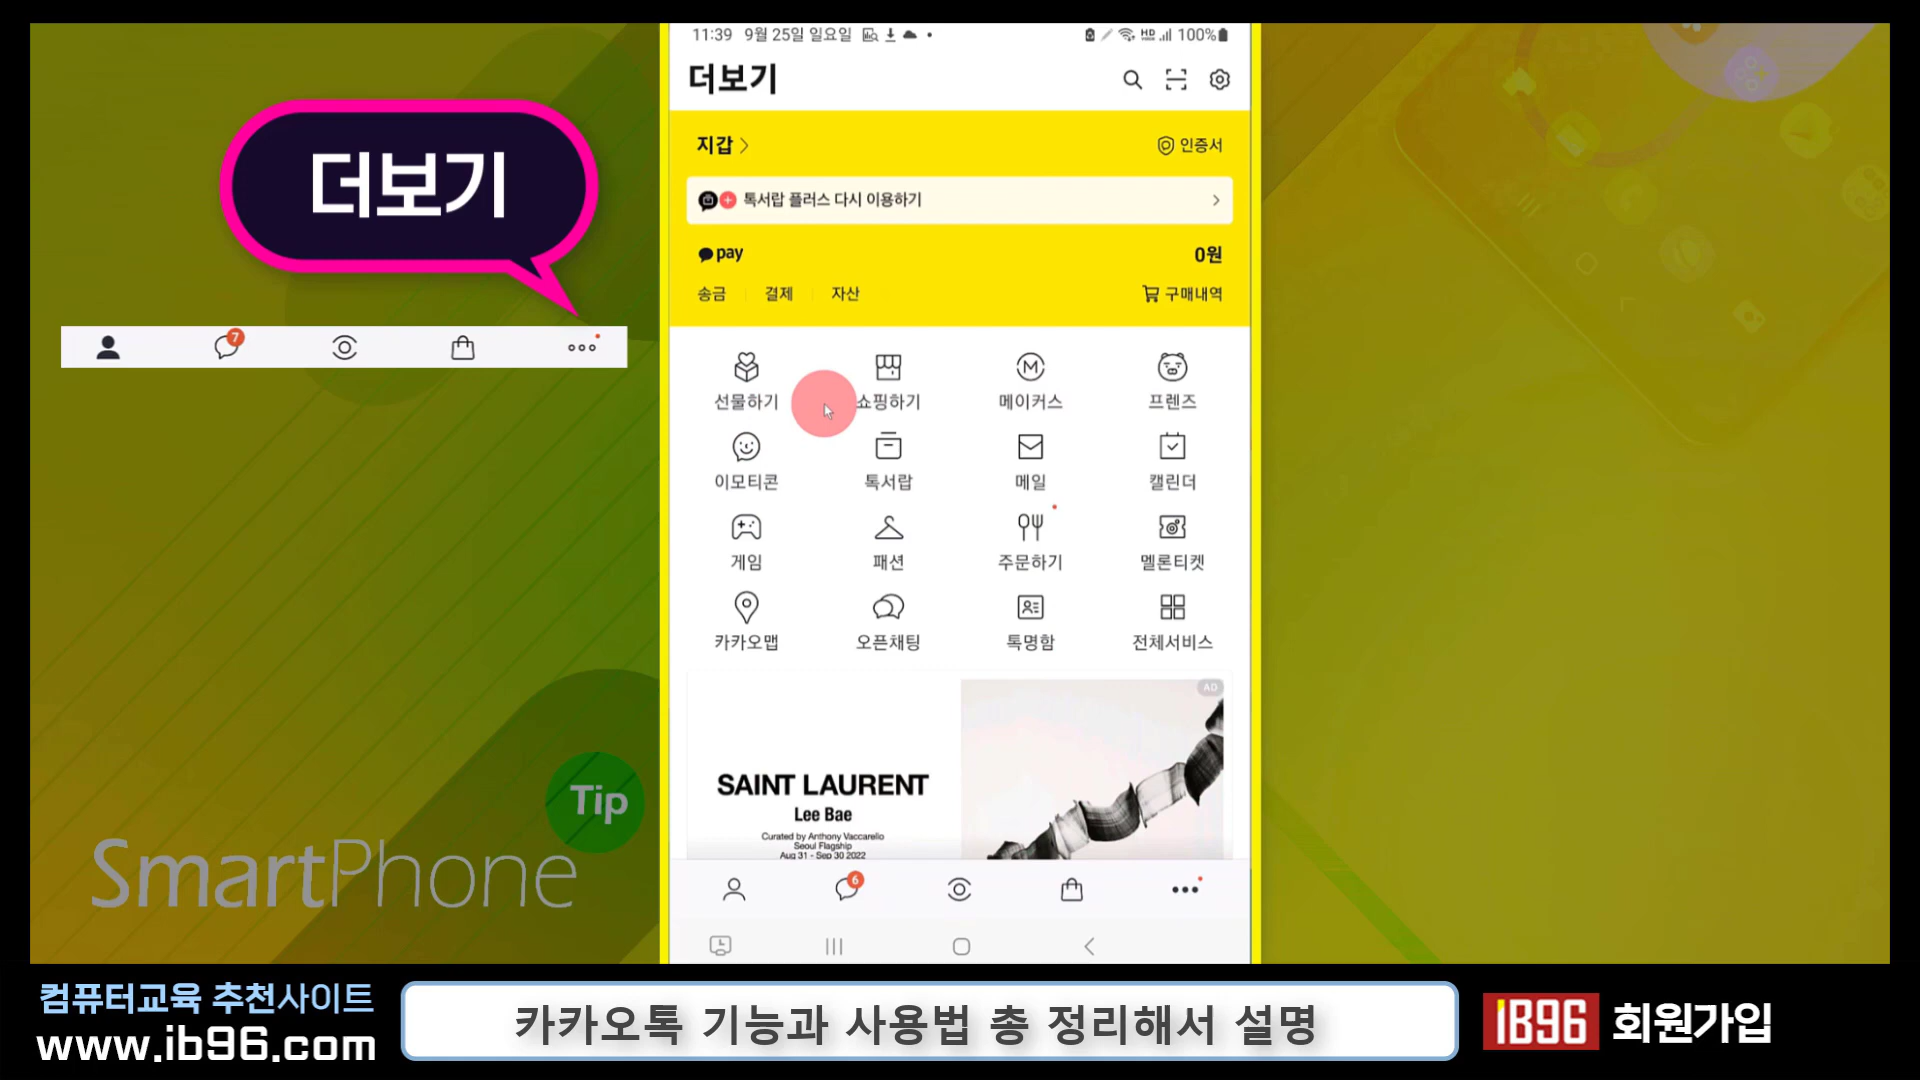 11:39 9월 25일 일요일
HD 100%
더보기
더보기
지갑
인증서
톡서랍 플러스 다시 이용하기
pay
0원
송금
결제
자산
구매내역
7
선물하기
쇼핑하기
M
메이커스
프렌즈
이모티콘
톡서랍
메일
캘린더
게임
패션
주문하기
멜론티켓
카카오맵
오픈채팅
톡명함
전체서비스
AD
SAINT LAURENT
Lee Bae
Curated by Anthony Vaccarello
Seoul Flagship
Aug 31 - Sep 30 2022
6
Tip
SmartPhone
컴퓨터교육 추천사이트
www.ib96.com
카카오톡 기능과 사용법 총 정리해서 설명
IB96 회원가입